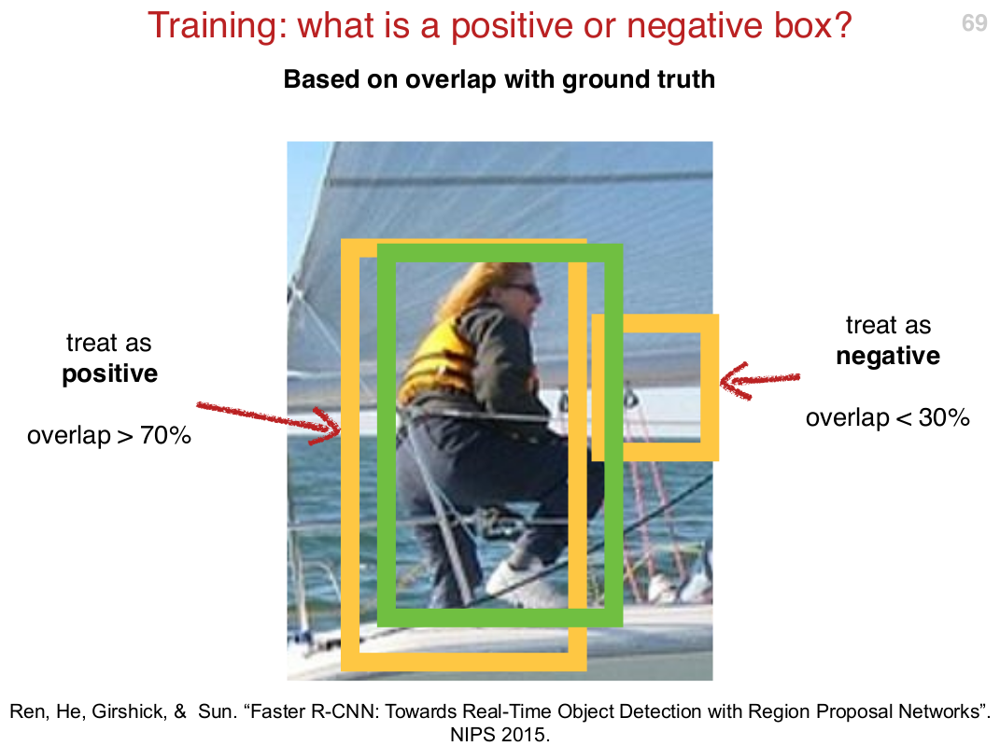 Training: what is a positive or negative box?
69
Based on overlap with ground truth
treat as
positive
overlap > 70%
treat as
negative
overlap < 30%
Ren, He, Girshick, & Sun. “Faster R-CNN: Towards Real-Time Object Detection with Region Proposal Networks”.
NIPS 2015.